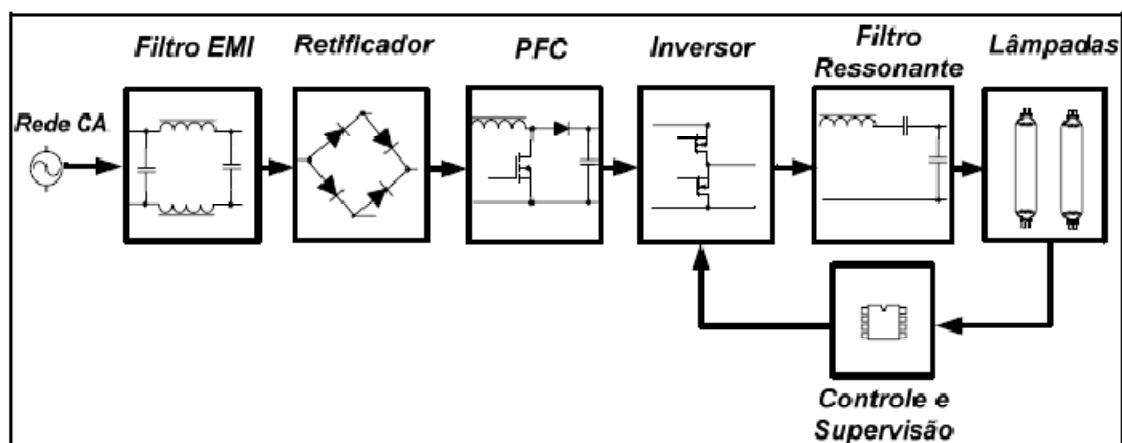 Filtro EMI
Retificador
PFC
Inversor
Filtro
Ressonante
Lâmpadas
Rede CA
Controle e
Supervisão